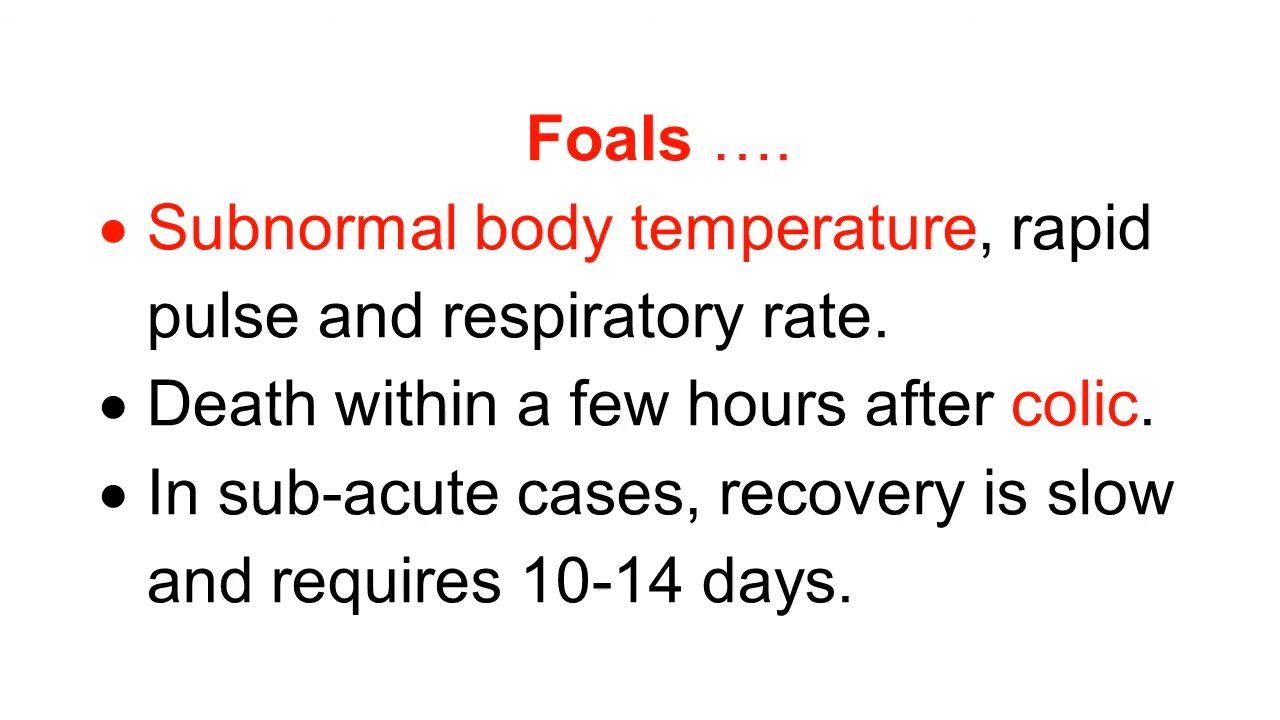 Foals ….
• Subnormal body temperature, rapid
pulse and respiratory rate.
• Death within a few hours after colic.
• In sub-acute cases, recovery is slow
and requires 10-14 days.